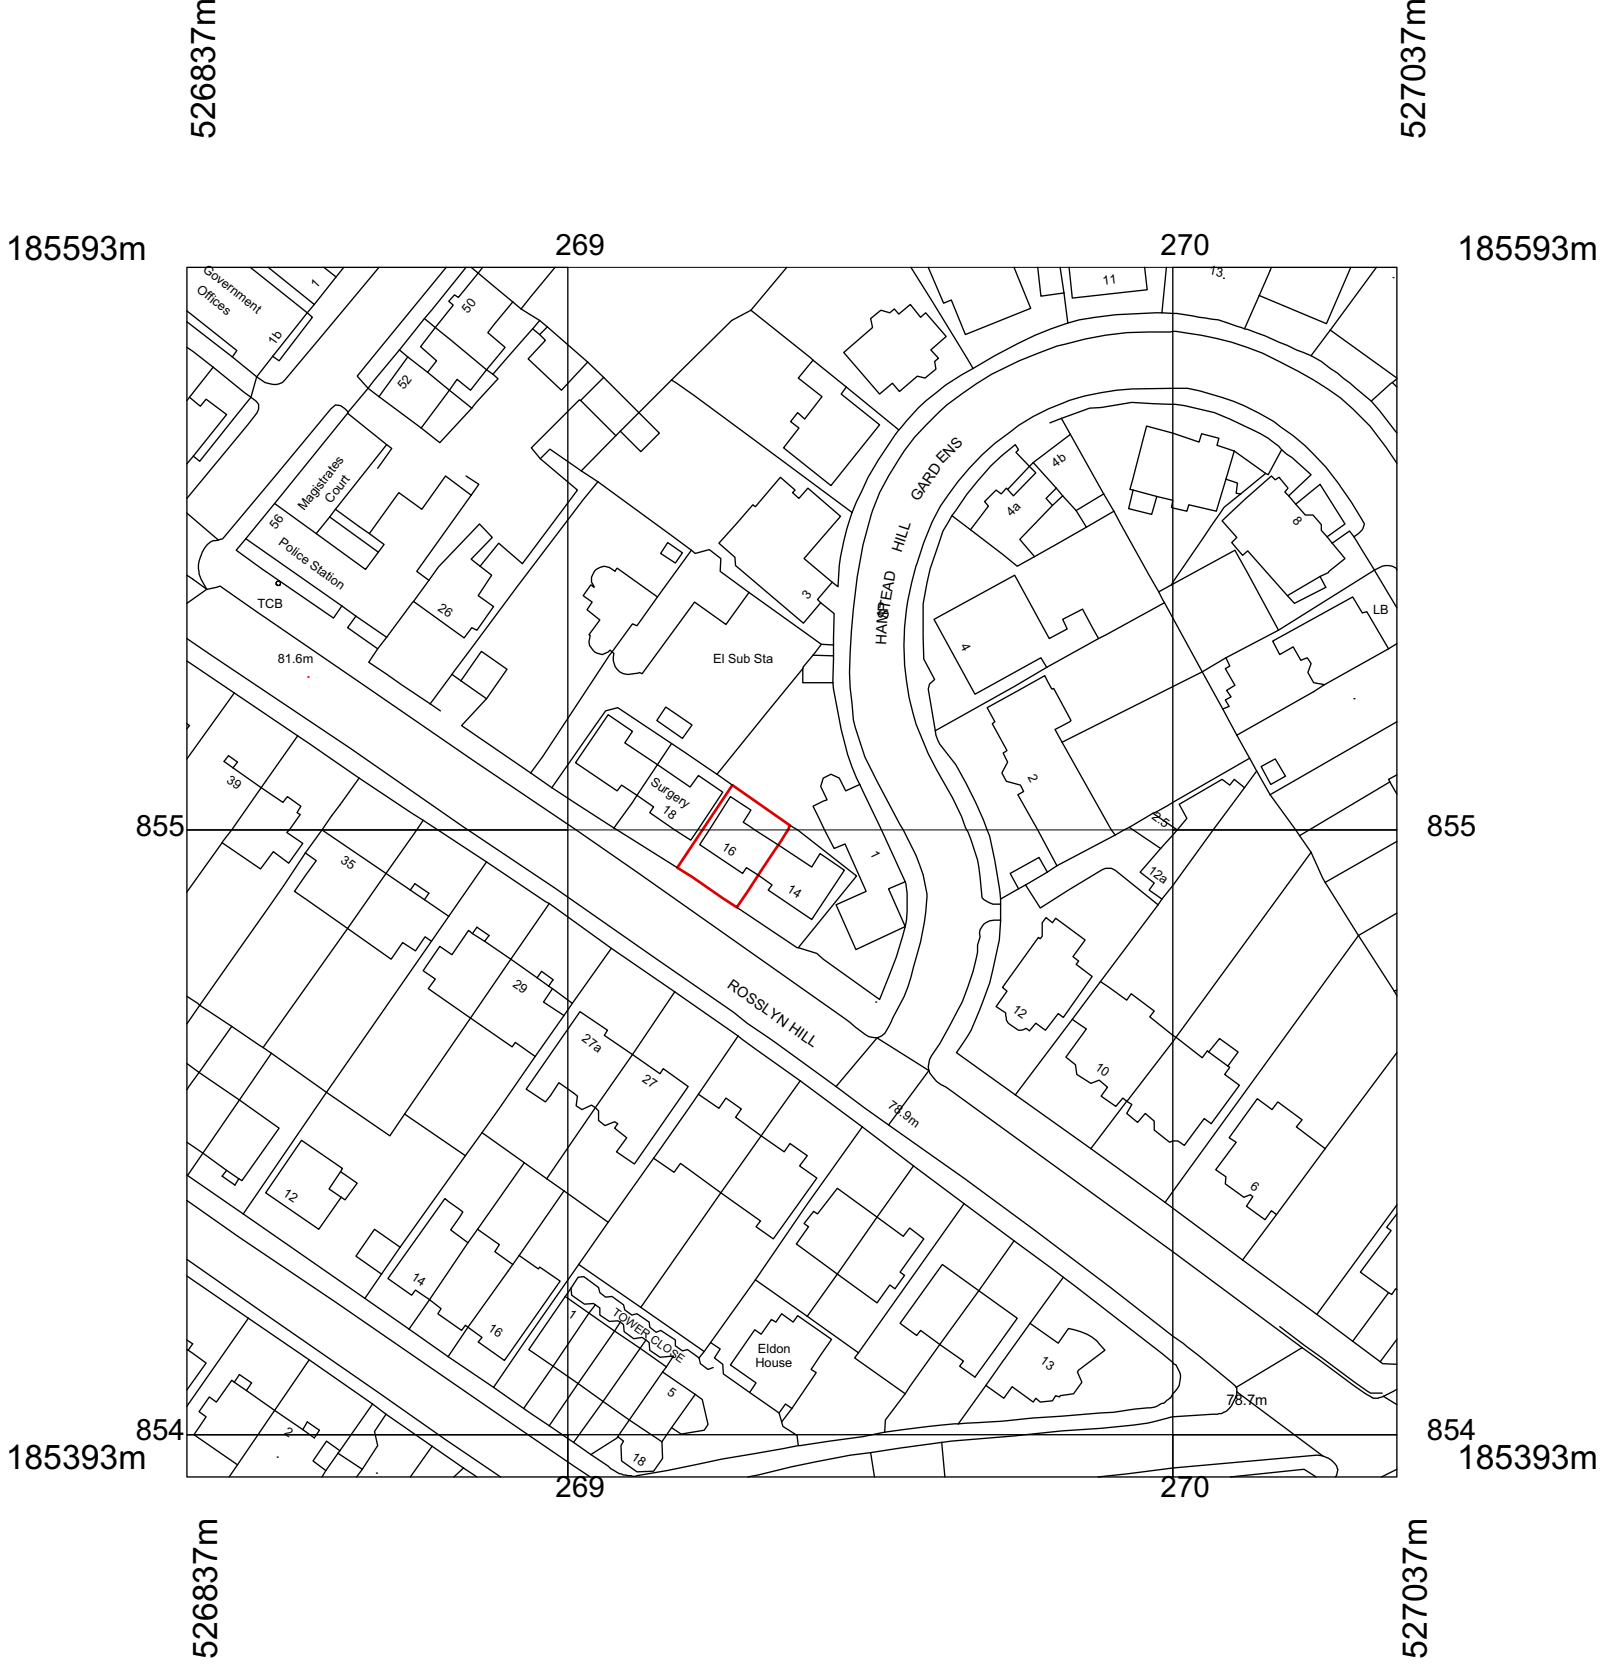 526837m
527037m
185593m
269
270
185593m
Government
Offices
1
1b
50
52
11
13
Magistrates
Court
56
Police Station
TCB
26
81.6m
3
El Sub Sta
HAMPSTEAD HILL GARDENS
4b
4a
8
4
LB
2
39
Surgery
18
16
14
1
855
855
2.5
12a
35
29
27a
27
ROSSLYN HILL
12
10
78.9m
6
12
14
16
1
TOWER CLOSE
5
Eldon
House
13
78.7m
2
18
854
854
185393m
269
270
185393m
526837m
527037m